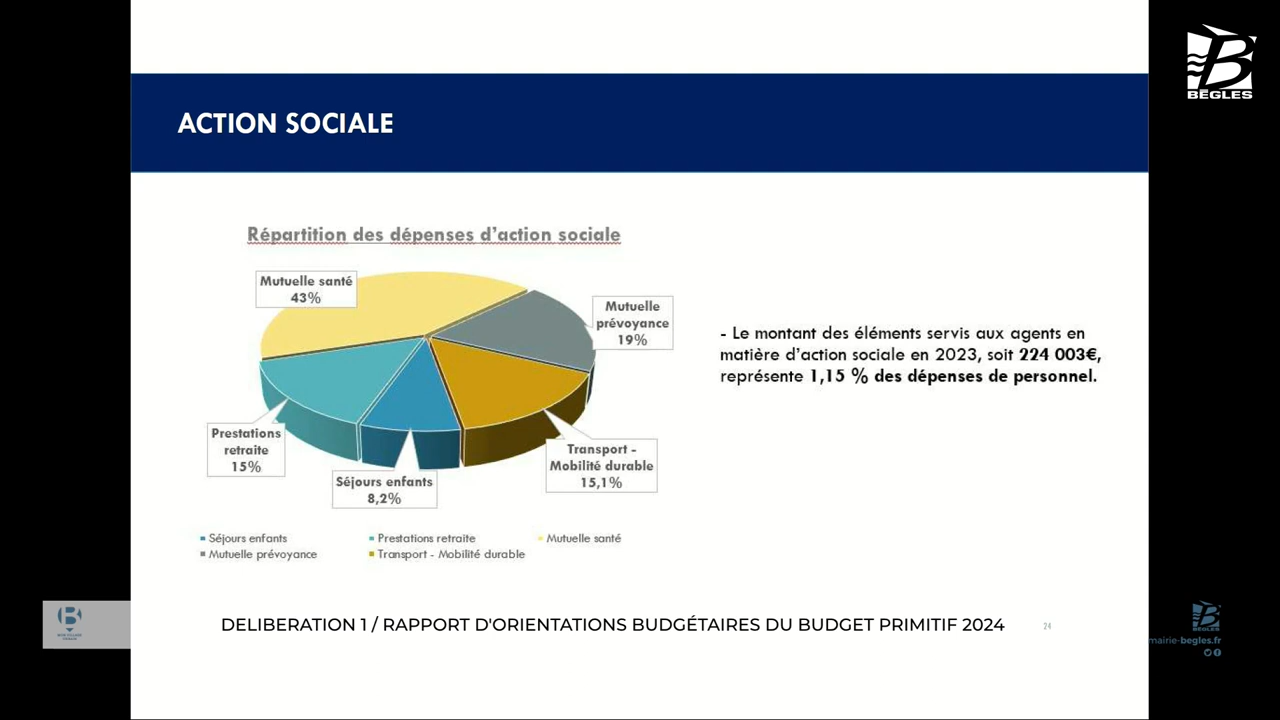 BÈGLES
ACTION SOCIALE
Répartition des dépenses d'action sociale
Mutuelle santé
43%
Mutuelle
prévoyance
19%
Prestations
retraite
15%
Séjours enfants
8,2%
Transport -
Mobilité durable
15,1%
Séjours enfants
Prestations retraite
Mutuelle santé
Mutuelle prévoyance
Transport - Mobilité durable
- Le montant des éléments servis aux agents en
matière d'action sociale en 2023, soit 224 003€,
représente 1,15 % des dépenses de personnel.
DELIBERATION 1 / RAPPORT D'ORIENTATIONS BUDGÉTAIRES DU BUDGET PRIMITIF 2024
24
BÈGLES
mairie-begles.fr